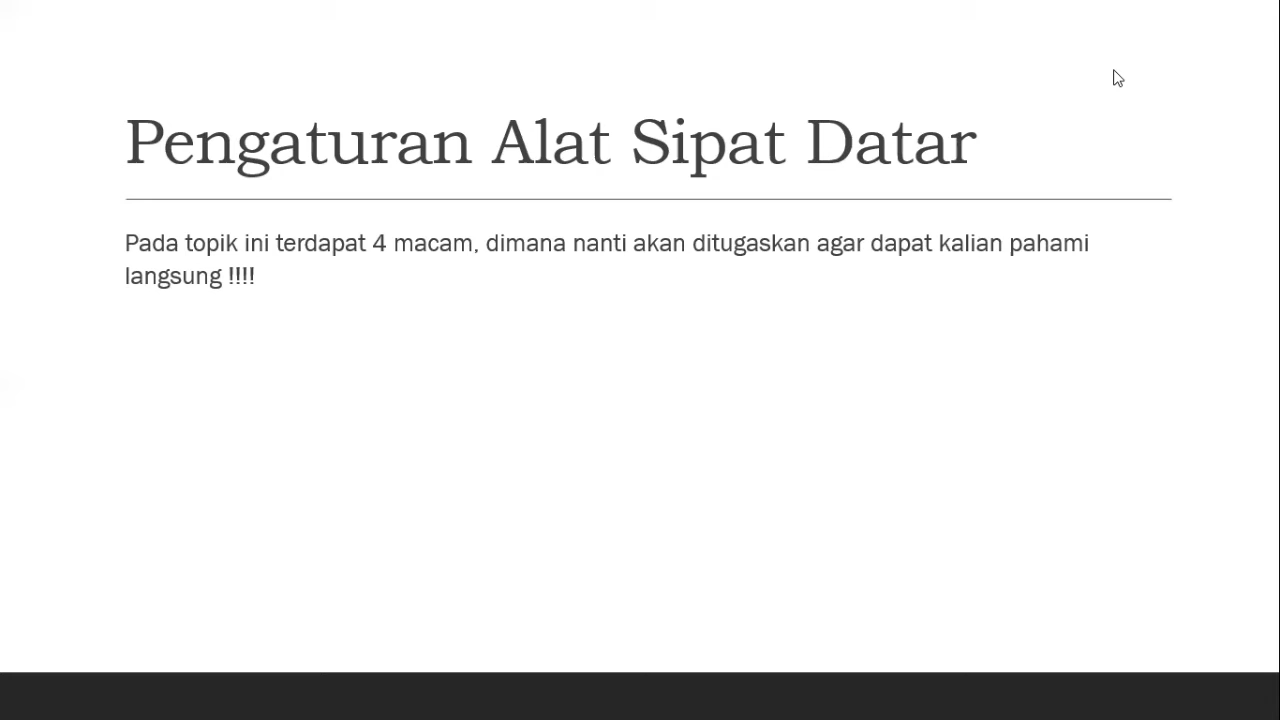 Pengaturan Alat Sipat Datar
Pada topik ini terdapat 4 macam, dimana nanti akan ditugaskan agar dapat kalian pahami
langsung !!!!